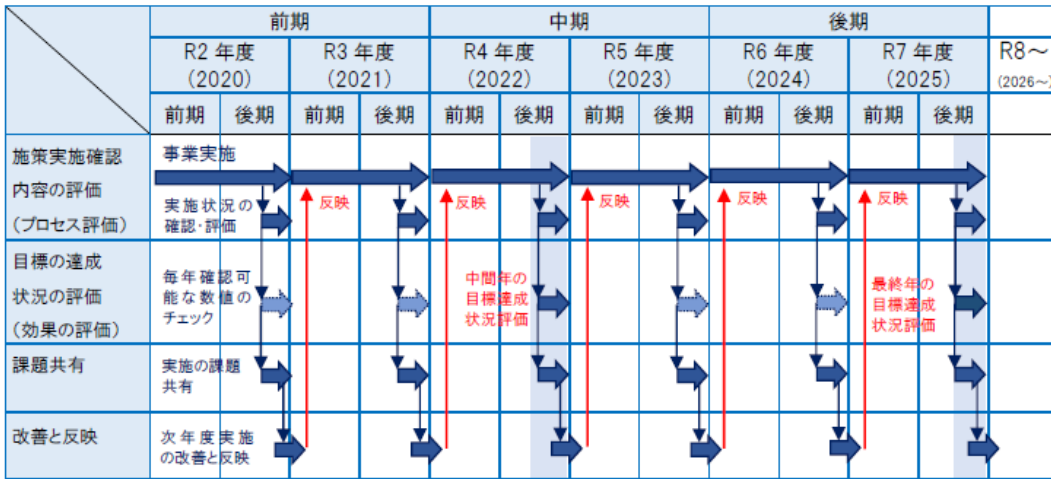 前期
中期
後期
R2 年度
(2020)
R3 年度
(2021)
R4 年度
(2022)
R5 年度
(2023)
R6 年度
(2024)
R7 年度
(2025)
R8～
(2026～)
前期
後期
前期
後期
前期
後期
前期
後期
前期
後期
前期
後期
施策実施確認
内容の評価
(プロセス評価)
事業実施
実施状況の
確認・評価
反映
反映
反映
反映
反映
目標の達成
状況の評価
(効果の評価)
毎年確認可
能な数値の
チェック
中間年の
目標達成
状況評価
最終年の
目標達成
状況評価
課題共有
実施の課題
共有
改善と反映
次年度実施
の改善と反映